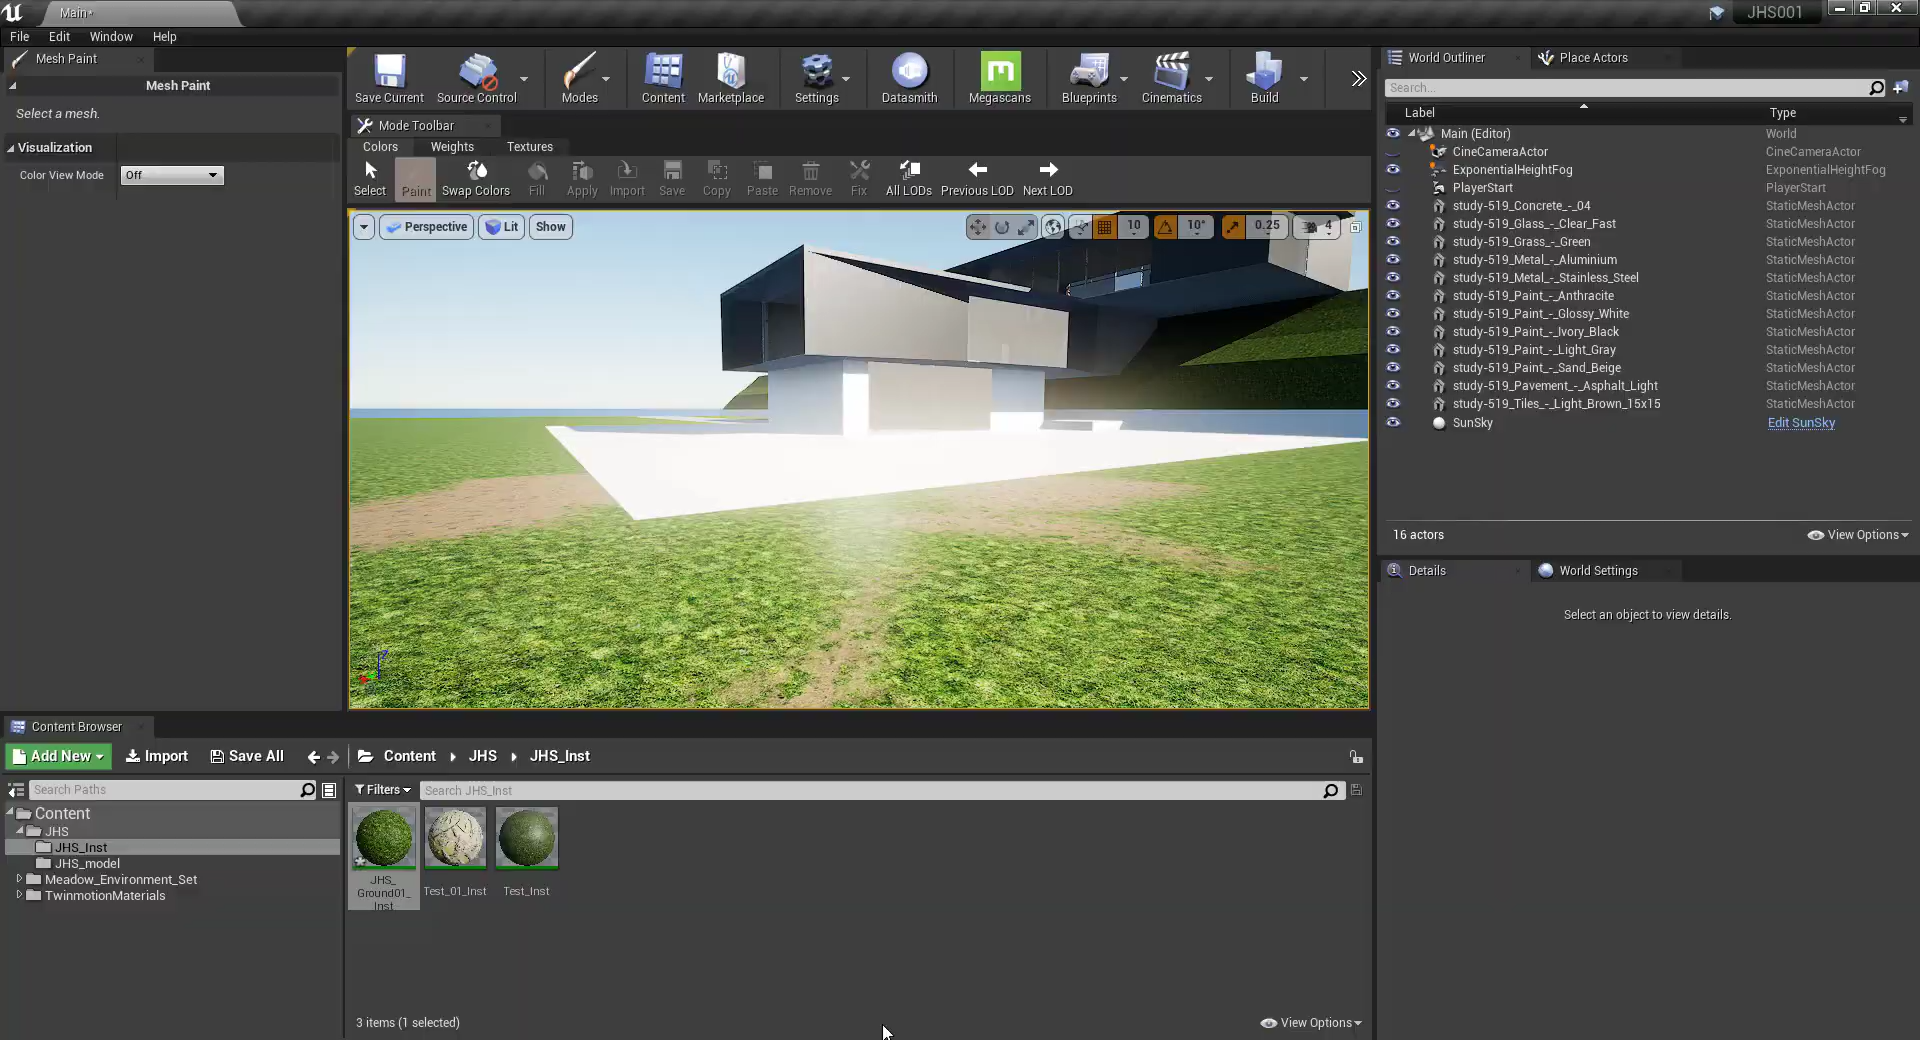 Main*
JHS001
File Edit Window Help
Mesh Paint
Mesh Paint
Select a mesh.
Visualization
Color View Mode Off
Save Current Source Control Modes Content Marketplace Settings Datasmith Megascans Blueprints Cinematics Build
Mode Toolbar
Colors Weights Textures
Select Paint Swap Colors Fill Apply Import Save Copy Paste Remove Fix All LODs Previous LOD Next LOD
Perspective Lit Show 10 10° 0.25 4
World Outliner Place Actors
Search...
Label Type
Main (Editor) World
CineCameraActor CineCameraActor
ExponentialHeightFog ExponentialHeightFog
PlayerStart PlayerStart
study-519_Concrete_-_04 StaticMeshActor
study-519_Glass_-_Clear_Fast StaticMeshActor
study-519_Grass_-_Green StaticMeshActor
study-519_Metal_-_Aluminium StaticMeshActor
study-519_Metal_-_Stainless_Steel StaticMeshActor
study-519_Paint_-_Anthracite StaticMeshActor
study-519_Paint_-_Glossy_White StaticMeshActor
study-519_Paint_-_Ivory_Black StaticMeshActor
study-519_Paint_-_Light_Gray StaticMeshActor
study-519_Paint_-_Sand_Beige StaticMeshActor
study-519_Pavement_-_Asphalt_Light StaticMeshActor
study-519_Tiles_-_Light_Brown_15x15 StaticMeshActor
SunSky Edit SunSky
16 actors View Options
Details World Settings
Select an object to view details.
Content Browser
Add New Import Save All Content JHS JHS_Inst
Search Paths
Filters Search JHS_Inst
Content
JHS
JHS_Inst
JHS_model
Meadow_Environment_Set
TwinmotionMaterials
JHS_
Ground01_
Inst
Test_01_Inst
Test_Inst
3 items (1 selected) View Options